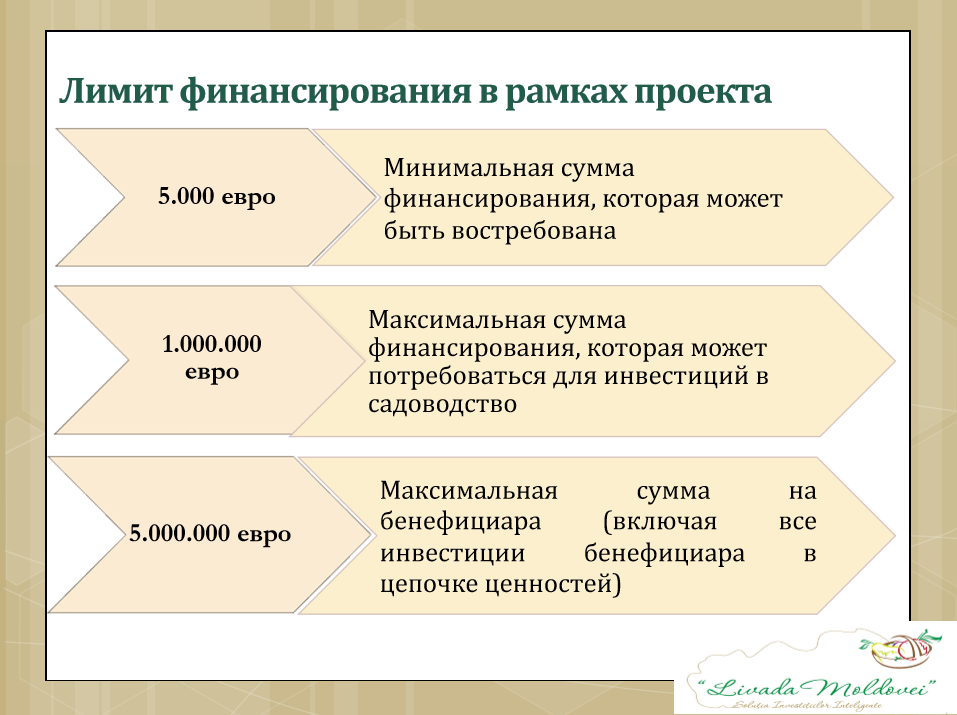 Лимит финансирования в рамках проекта
5.000 евро
Минимальная сумма
финансирования, которая может
быть востребована
1.000.000
евро
Максимальная сумма
финансирования, которая может
потребоваться для инвестиций в
садоводство
5.000.000 евро
Максимальная сумма на
бенефициара (включая все
инвестиции бенефициара в
цепочке ценностей)
"Livada Moldovei"
Soluția Investițiilor Inteligente